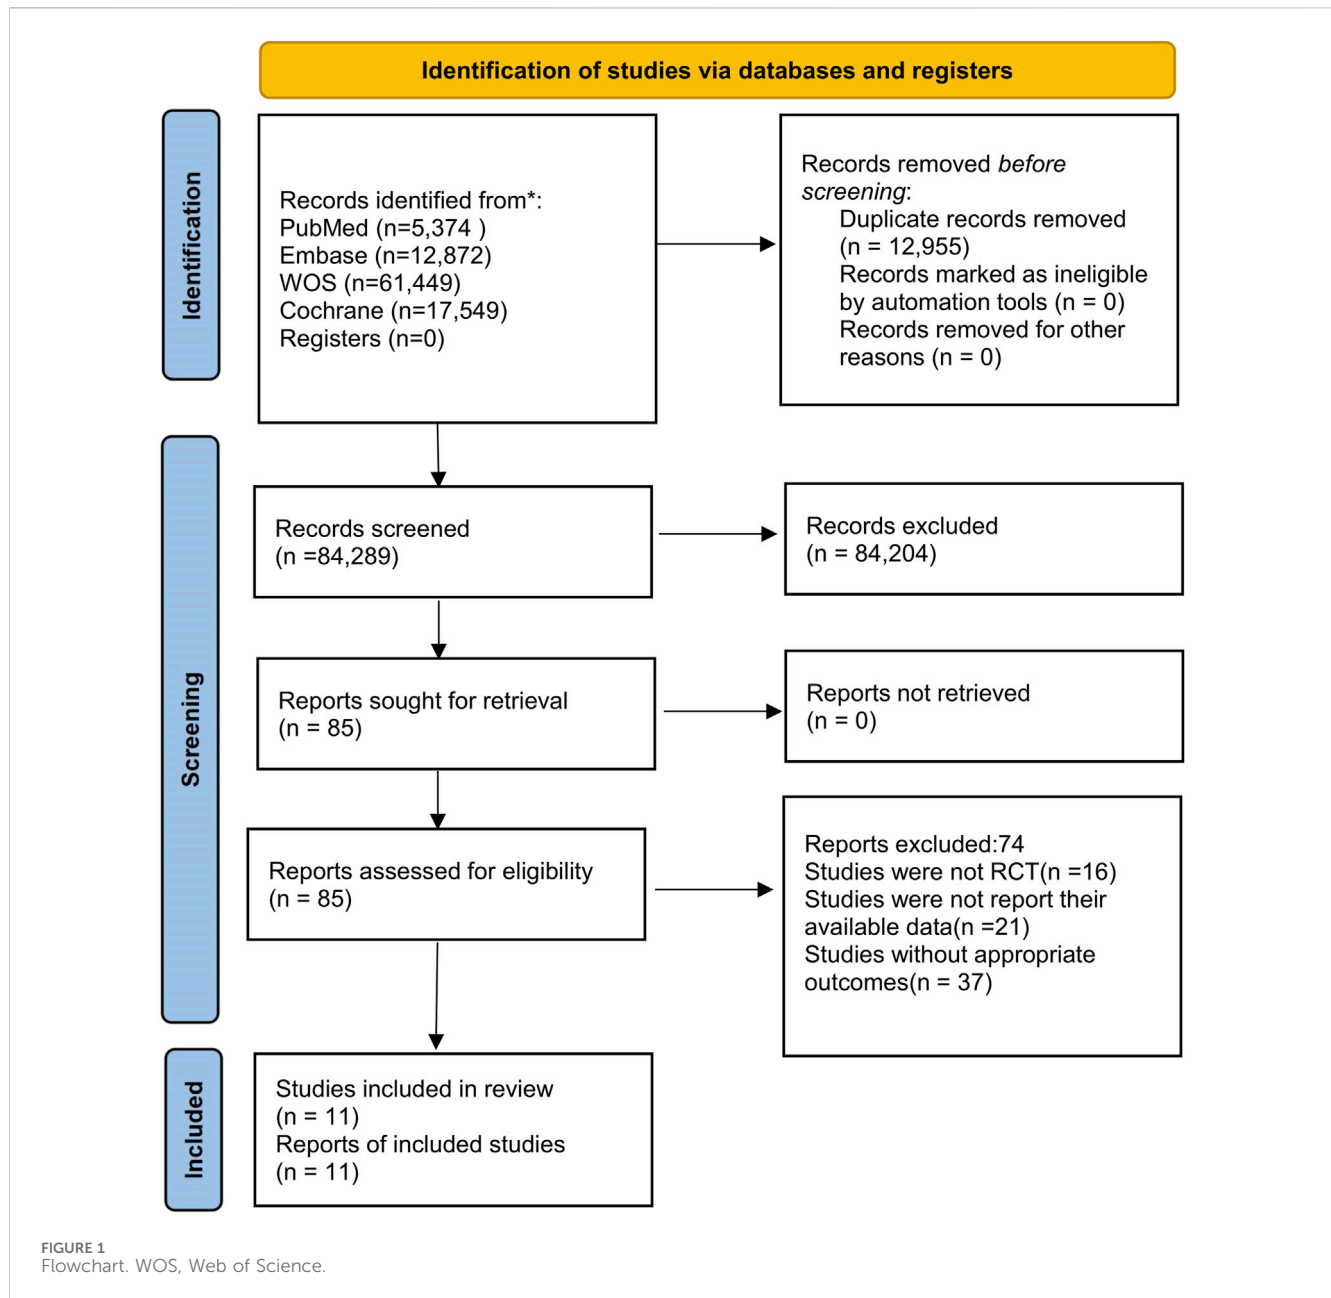 Identification of studies via databases and registers
Identification
Records identified from*:
PubMed (n=5,374 )
Embase (n=12,872)
WOS (n=61,449)
Cochrane (n=17,549)
Registers (n=0)
Records removed before
screening:
Duplicate records removed
(n = 12,955)
Records marked as ineligible
by automation tools (n = 0)
Records removed for other
reasons (n = 0)
Screening
Records screened
(n =84,289)
Records excluded
(n = 84,204)
Reports sought for retrieval
(n = 85)
Reports not retrieved
(n = 0)
Reports assessed for eligibility
(n = 85)
Reports excluded:74
Studies were not RCT(n =16)
Studies were not report their
available data(n =21)
Studies without appropriate
outcomes(n = 37)
Included
Studies included in review
(n = 11)
Reports of included studies
(n = 11)
FIGURE 1
Flowchart. WOS, Web of Science.